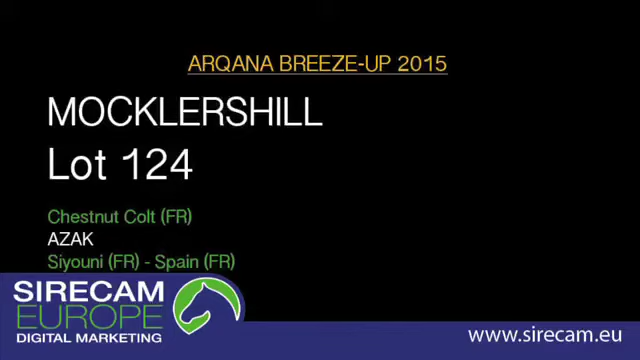 ARQANA BREEZE-UP 2015
MOCKLERSHILL
Lot 124
Chestnut Colt (FR)
AZAK
Siyouni (FR) - Spain (FR)
SIRECAM
EUROPE
DIGITAL MARKETING
www.sirecam.eu